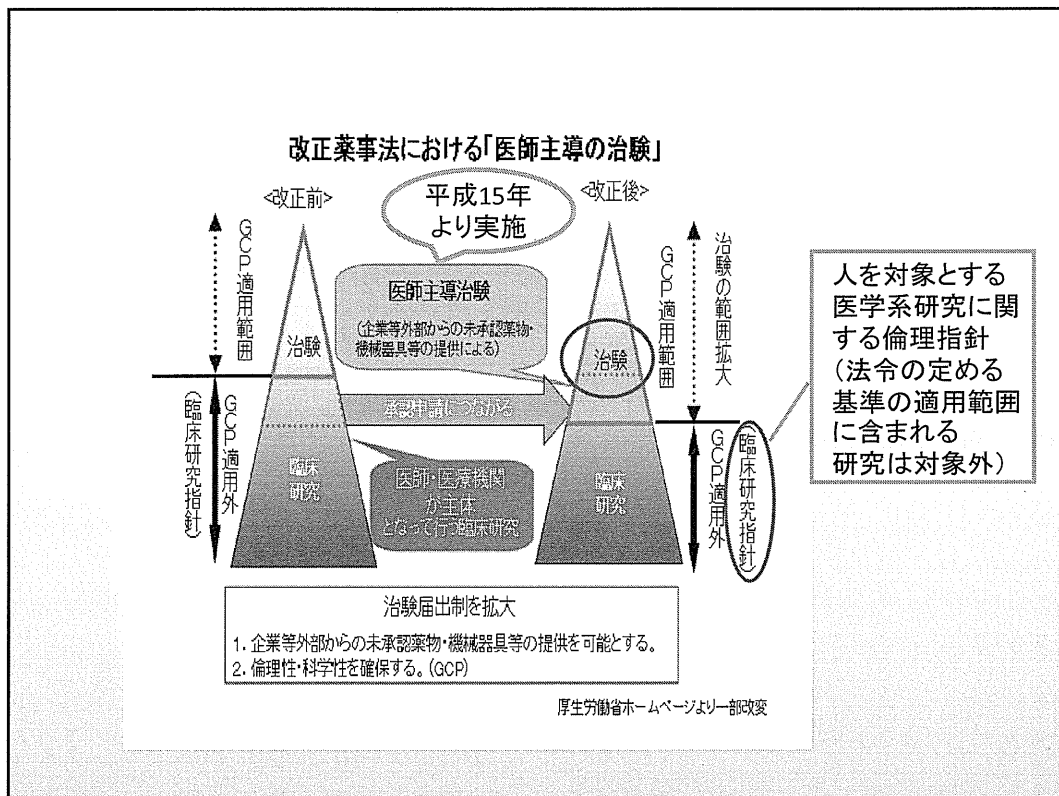 改正薬事法における「医師主導の治験」
<改正前>
平成15年
より実施
<改正後>
GCP適用範囲
治験
GCP適用外
(臨床研究指針)
臨床
研究
医師主導治験
(企業等外部からの未承認薬物・
機械器具等の提供による)
承認申請につながる
医師・医療機関
が主体
となって行う臨床研究
GCP適用範囲
治験の範囲拡大
治験
臨床
研究
GCP適用外
(臨床研究指針)
人を対象とする
医学系研究に関
する倫理指針
(法令の定める
基準の適用範囲
に含まれる
研究は対象外)
治験届出制を拡大
1. 企業等外部からの未承認薬物・機械器具等の提供を可能とする。
2. 倫理性・科学性を確保する。(GCP)
厚生労働省ホームページより一部改変